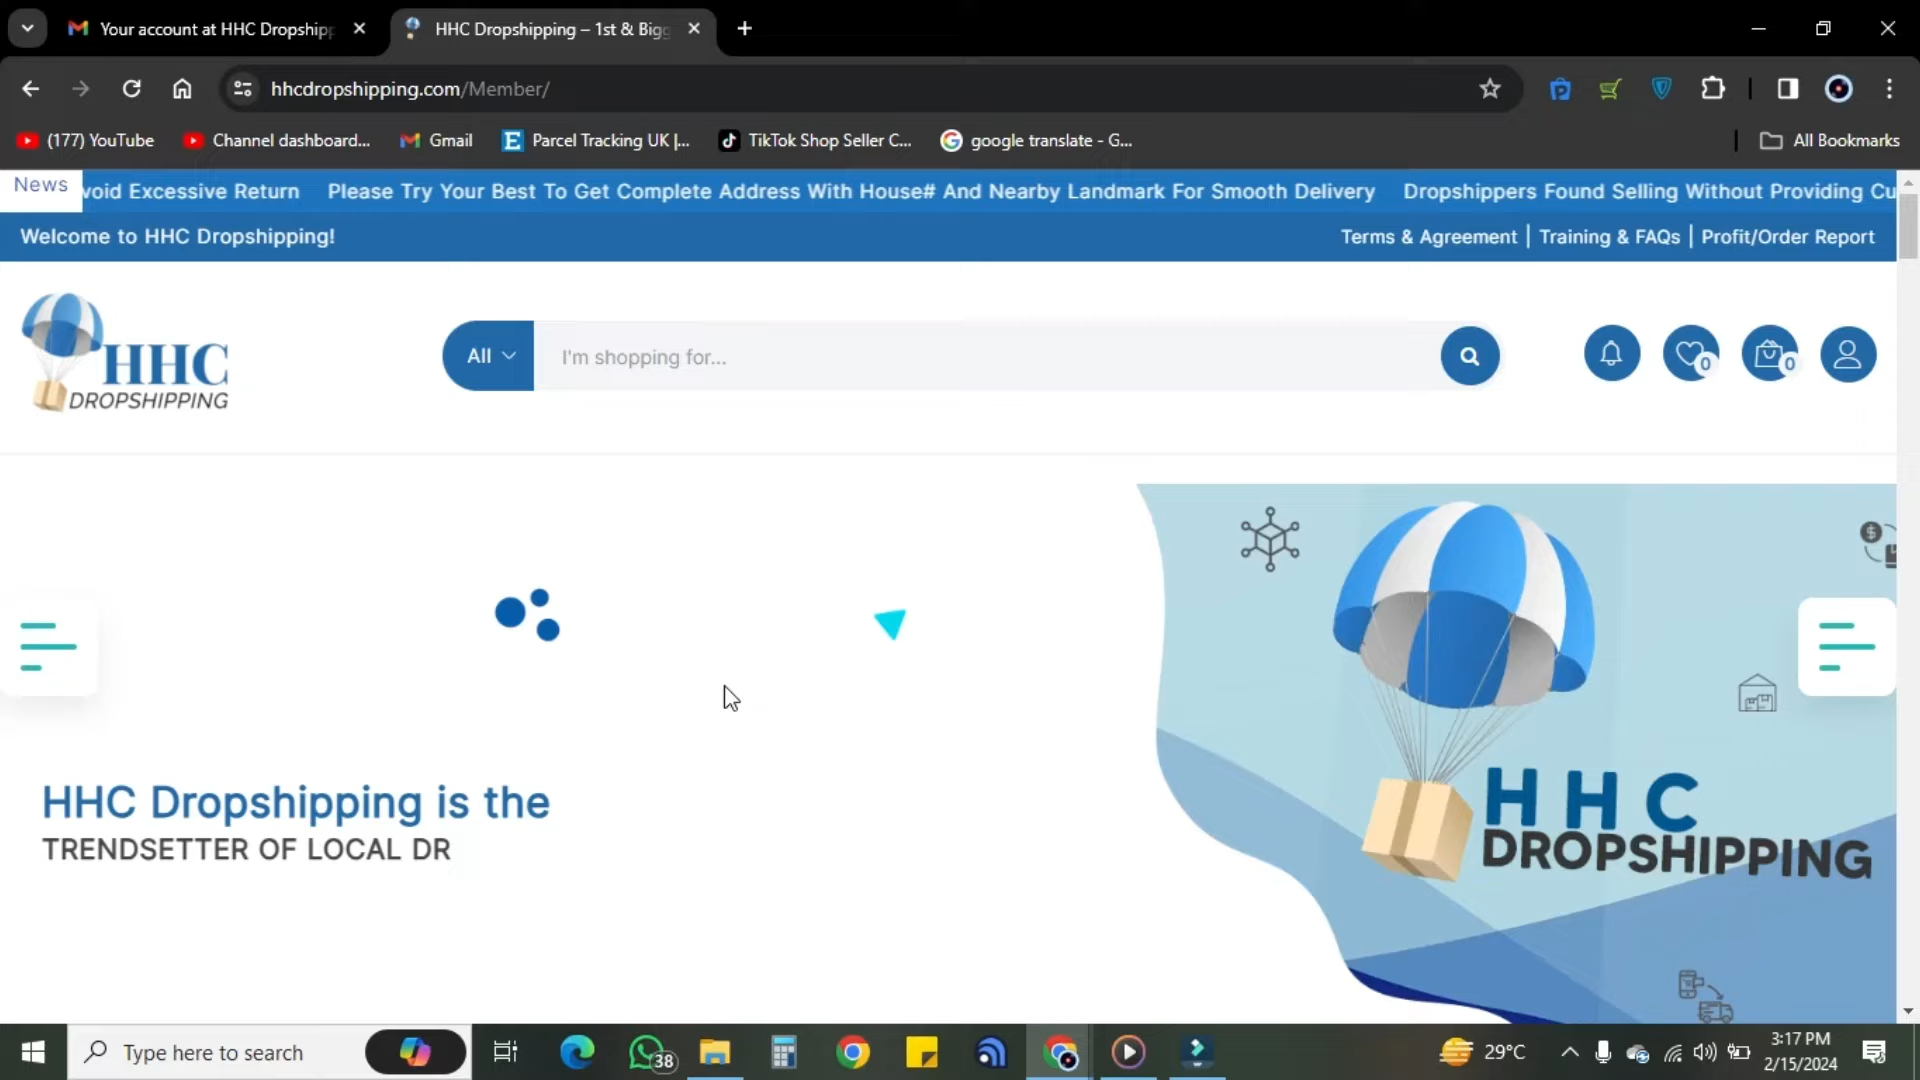 Your account at HHC Dropship
HHC Dropshipping – 1st & Bigg
hhcdropshipping.com/Member/
(177) YouTube
Channel dashboard...
Gmail
Parcel Tracking UK |...
TikTok Shop Seller C...
google translate - G...
All Bookmarks
News
void Excessive Return Please Try Your Best To Get Complete Address With House# And Nearby Landmark For Smooth Delivery Dropshippers Found Selling Without Providing Cu
Welcome to HHC Dropshipping!
Terms & Agreement | Training & FAQs | Profit/Order Report
HHC
DROPSHIPPING
All
I'm shopping for...
0
0
HHC Dropshipping is the
TRENDSETTER OF LOCAL DR
HHC
DROPSHIPPING
Type here to search
38
29°C
3:17 PM
2/15/2024